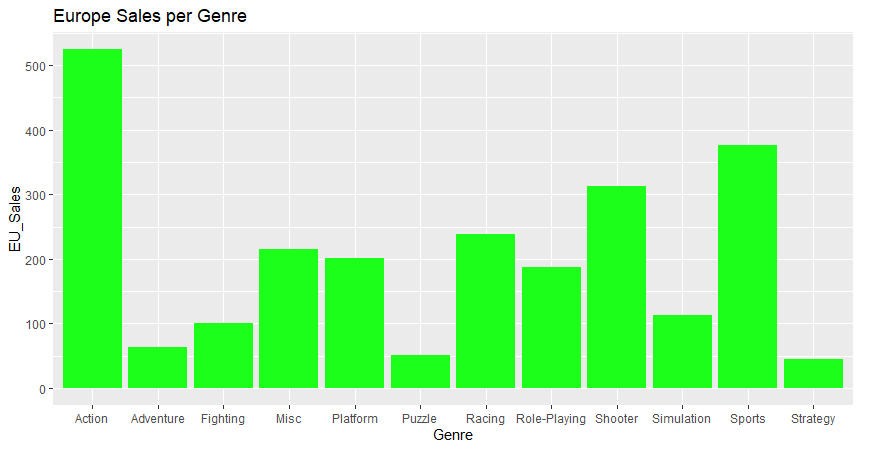 Europe Sales per Genre
EU_Sales
500
400
300
200
100
0
Action Adventure Fighting Misc Platform Puzzle Racing Role-Playing Shooter Simulation Sports Strategy
Genre